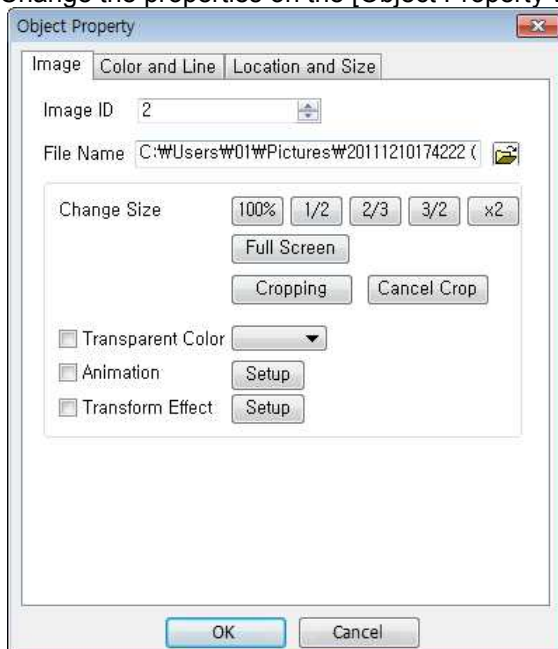 Change the properties on the [Object Property
Object Property
Image Color and Line Location and Size
Image ID 2
File Name C:₩Users₩01₩Pictures₩20111210174222 (
Change Size 100% 1/2 2/3 3/2 x2
Full Screen
Cropping Cancel Crop
Transparent Color
Animation Setup
Transform Effect Setup
OK Cancel